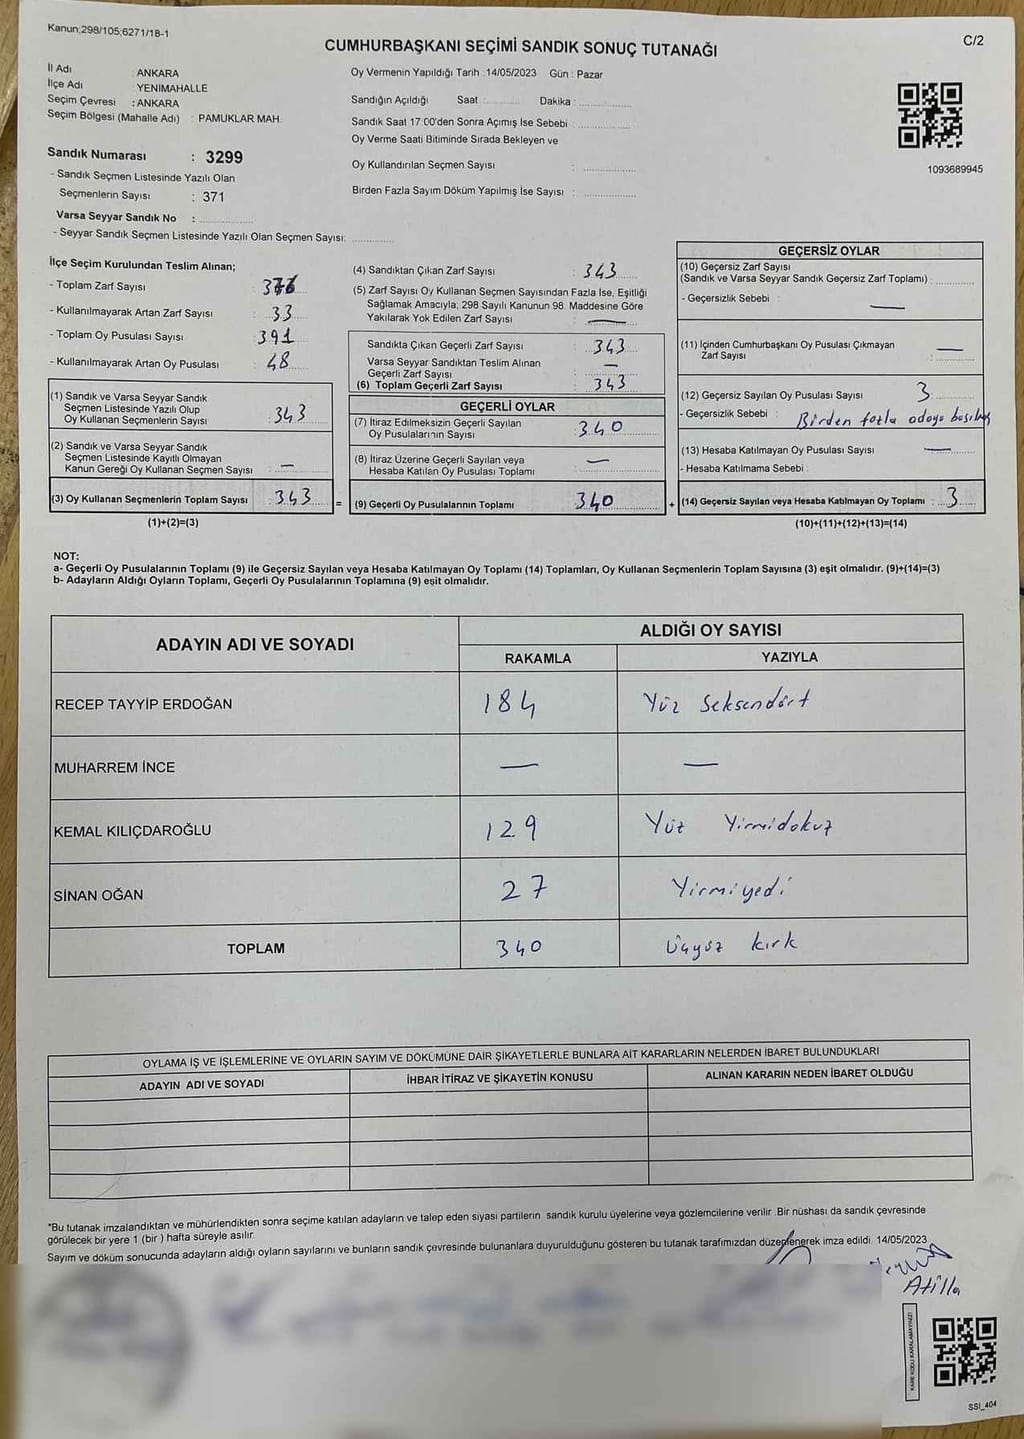 Kanun;298/105;6271/18-1
C/2
CUMHURBAŞKANI SEÇİMİ SANDIK SONUÇ TUTANAĞI
İl Adı : ANKARA
İlçe Adı : YENİMAHALLE
Seçim Çevresi : ANKARA
Seçim Bölgesi (Mahalle Adı) : PAMUKLAR MAH.
Sandık Numarası : 3299
- Sandık Seçmen Listesinde Yazılı Olan
Seçmenlerin Sayısı : 371
Varsa Seyyar Sandık No :
- Seyyar Sandık Seçmen Listesinde Yazılı Olan Seçmen Sayısı:
Oy Vermenin Yapıldığı Tarih :14/05/2023 Gün : Pazar
Sandığın Açıldığı Saat : Dakika :
Sandık Saat 17:00'den Sonra Açımış İse Sebebi :
Oy Verme Saati Bitiminde Sırada Bekleyen ve
Oy Kullandırılan Seçmen Sayısı :
Birden Fazla Sayım Döküm Yapılmış İse Sayısı :
1093689945
İlçe Seçim Kurulundan Teslim Alınan;
- Toplam Zarf Sayısı : 376
- Kullanılmayarak Artan Zarf Sayısı : 33
- Toplam Oy Pusulası Sayısı : 391
- Kullanılmayarak Artan Oy Pusulası : 48
(1) Sandık ve Varsa Seyyar Sandık
Seçmen Listesinde Yazılı Olup
Oy Kullanan Seçmenlerin Sayısı : 343
(2) Sandık ve Varsa Seyyar Sandık
Seçmen Listesinde Kayıtlı Olmayan
Kanun Gereği Oy Kullanan Seçmen Sayısı : —
(3) Oy Kullanan Seçmenlerin Toplam Sayısı : 343 =
(1)+(2)=(3)
(4) Sandıktan Çıkan Zarf Sayısı : 343
(5) Zarf Sayısı Oy Kullanan Seçmen Sayısından Fazla İse, Eşitliği
Sağlamak Amacıyla; 298 Sayılı Kanunun 98. Maddesine Göre
Yakılarak Yok Edilen Zarf Sayısı : —
Sandıkta Çıkan Geçerli Zarf Sayısı : 343
Varsa Seyyar Sandıktan Teslim Alınan
Geçerli Zarf Sayısı : —
(6) Toplam Geçerli Zarf Sayısı : 343
GEÇERLİ OYLAR
(7) İtiraz Edilmeksizin Geçerli Sayılan
Oy Pusulalarının Sayısı : 340
(8) İtiraz Üzerine Geçerli Sayılan veya
Hesaba Katılan Oy Pusulası Toplamı : —
(9) Geçerli Oy Pusulalarının Toplamı : 340 +
GEÇERSİZ OYLAR
(10) Geçersiz Zarf Sayısı
(Sandık ve Varsa Seyyar Sandık Geçersiz Zarf Toplamı) :
- Geçersizlik Sebebi : —
(11) İçinden Cumhurbaşkanı Oy Pusulası Çıkmayan
Zarf Sayısı : —
(12) Geçersiz Sayılan Oy Pusulası Sayısı : 3
- Geçersizlik Sebebi : Birden fazla adaya basılmış
(13) Hesaba Katılmayan Oy Pusulası Sayısı : —
- Hesaba Katılmama Sebebi :
(14) Geçersiz Sayılan veya Hesaba Katılmayan Oy Toplamı : 3
(10)+(11)+(12)+(13)=(14)
NOT:
a- Geçerli Oy Pusulalarının Toplamı (9) ile Geçersiz Sayılan veya Hesaba Katılmayan Oy Toplamı (14) Toplamları, Oy Kullanan Seçmenlerin Toplam Sayısına (3) eşit olmalıdır. (9)+(14)=(3)
b- Adayların Aldığı Oyların Toplamı, Geçerli Oy Pusulalarının Toplamına (9) eşit olmalıdır.
ADAYIN ADI VE SOYADI
ALDIĞI OY SAYISI
RAKAMLA YAZIYLA
RECEP TAYYİP ERDOĞAN 184 Yüz Seksendört
MUHARREM İNCE — —
KEMAL KILIÇDAROĞLU 129 Yüz Yirmidokuz
SİNAN OĞAN 27 Yirmiyedi
TOPLAM 340 Üçyüz kırk
OYLAMA İŞ VE İŞLEMLERİNE VE OYLARIN SAYIM VE DÖKÜMÜNE DAİR ŞİKAYETLERLE BUNLARA AİT KARARLARIN NELERDEN İBARET BULUNDUKLARI
ADAYIN ADI VE SOYADI İHBAR İTİRAZ VE ŞİKAYETİN KONUSU ALINAN KARARIN NEDEN İBARET OLDUĞU
*Bu tutanak imzalandıktan ve mühürlendikten sonra seçime katılan adayların ve talep eden siyasi partilerin sandık kurulu üyelerine veya gözlemcilerine verilir. Bir nüshası da sandık çevresinde
görülecek bir yere 1 (bir ) hafta süreyle asılır.
Sayım ve döküm sonucunda adayların aldığı oyların sayılarını ve bunların sandık çevresinde bulunanlara duyurulduğunu gösteren bu tutanak tarafımızdan düzenlenerek imza edildi. 14/05/2023
Atilla
KARE KODU KARALAMAYINIZ!
SSI_404